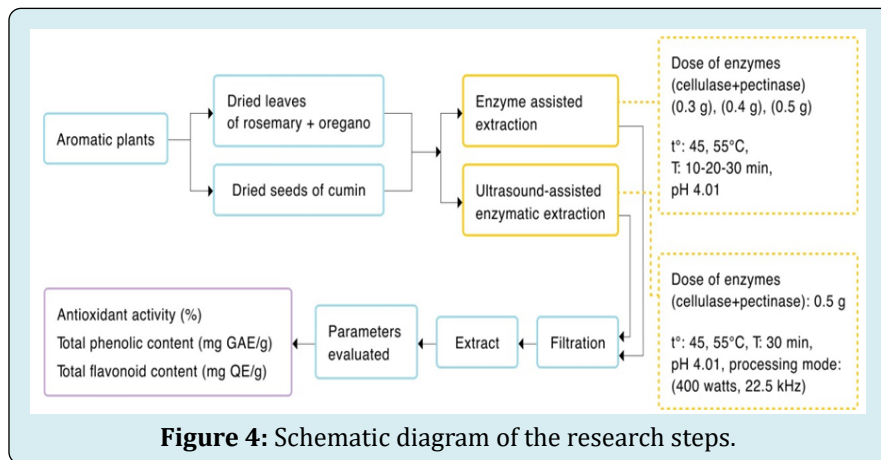 Aromatic plants
Dried leaves
of rosemary + oregano
Dried seeds of cumin
Enzyme assisted
extraction
Ultrasound-assisted
enzymatic extraction
Dose of enzymes
(cellulase+pectinase)
(0.3 g), (0.4 g), (0.5 g)
t°: 45, 55°C,
T: 10-20-30 min,
pH 4.01
Dose of enzymes
(cellulase+pectinase): 0.5 g
t°: 45, 55°C, T: 30 min,
pH 4.01, processing mode:
(400 watts, 22.5 kHz)
Filtration
Extract
Parameters
evaluated
Antioxidant activity (%)
Total phenolic content (mg GAE/g)
Total flavonoid content (mg QE/g)
Figure 4: Schematic diagram of the research steps.